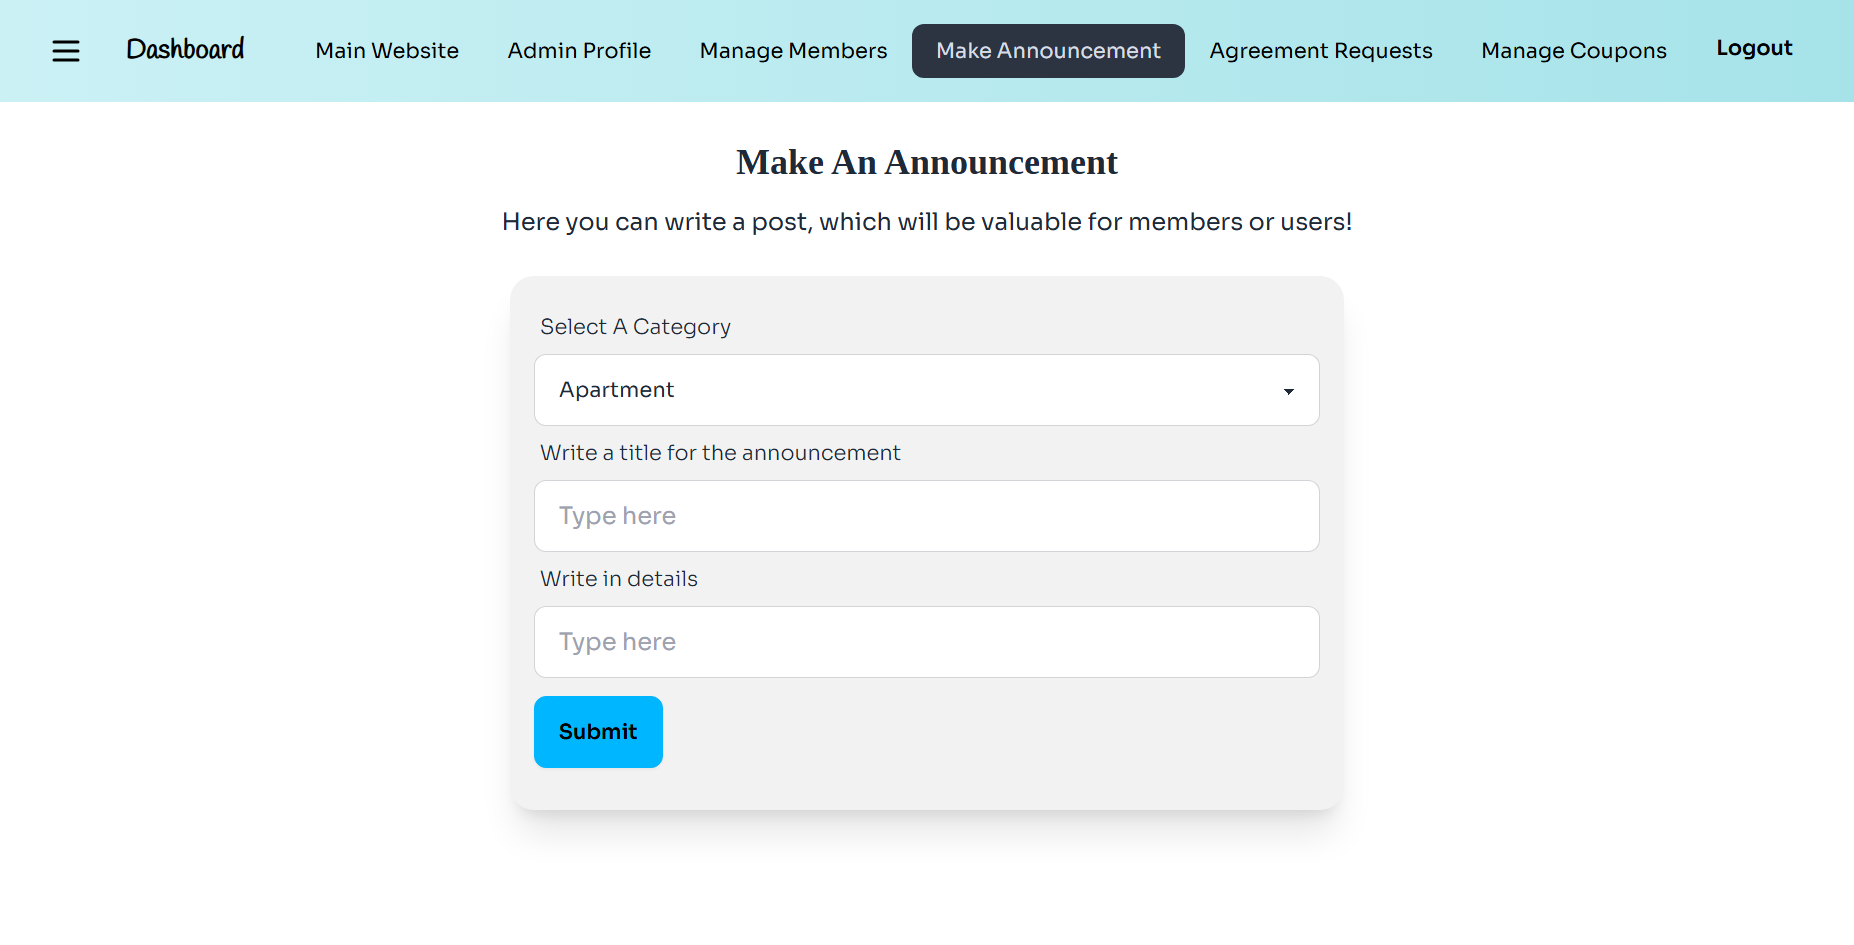 Dashboard Main Website Admin Profile Manage Members Make Announcement Agreement Requests Manage Coupons Logout
Make An Announcement
Here you can write a post, which will be valuable for members or users!
Select A Category
Apartment
Write a title for the announcement
Type here
Write in details
Type here
Submit